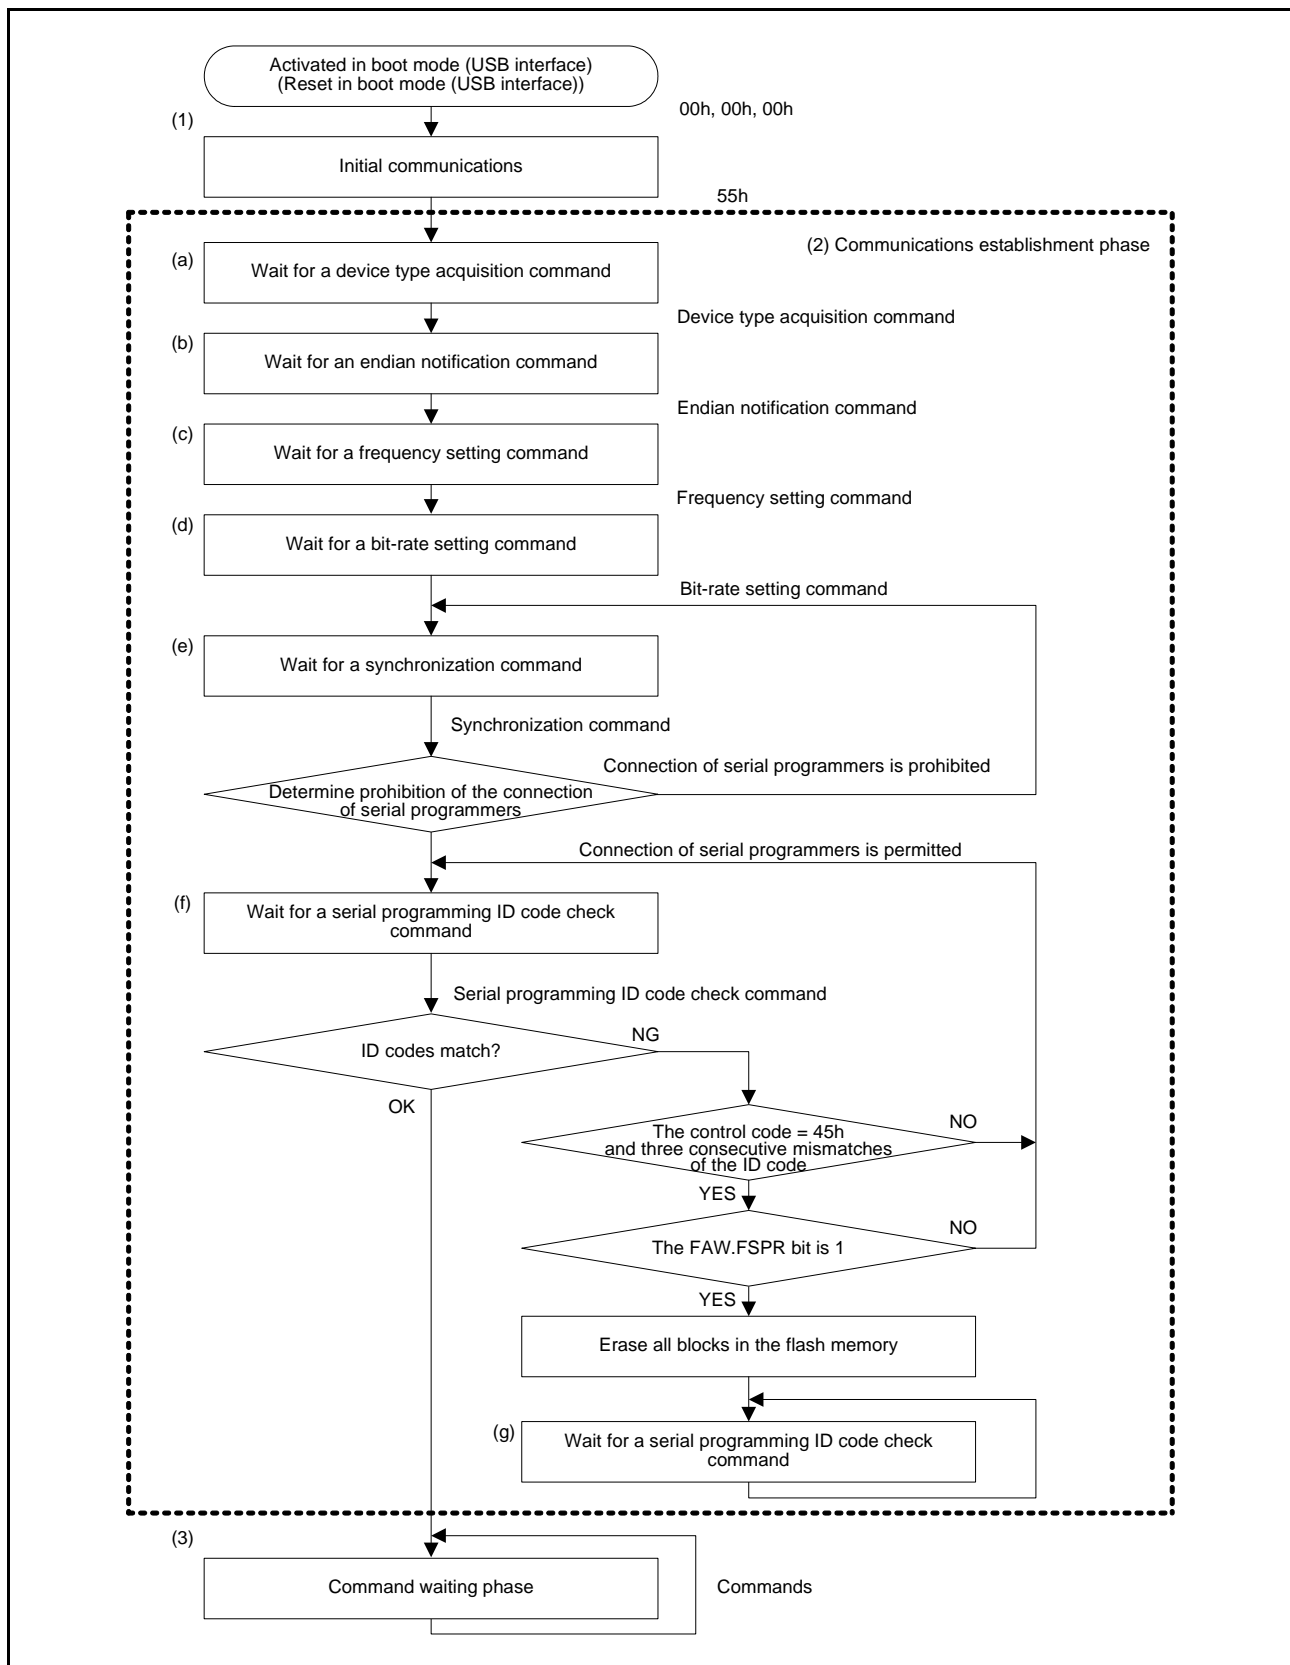 Activated in boot mode (USB interface)
(Reset in boot mode (USB interface))
00h, 00h, 00h
(1)
Initial communications
55h
(2) Communications establishment phase
(a)
Wait for a device type acquisition command
Device type acquisition command
(b)
Wait for an endian notification command
Endian notification command
(c)
Wait for a frequency setting command
Frequency setting command
(d)
Wait for a bit-rate setting command
Bit-rate setting command
(e)
Wait for a synchronization command
Synchronization command
Connection of serial programmers is prohibited
Determine prohibition of the connection
of serial programmers
Connection of serial programmers is permitted
(f)
Wait for a serial programming ID code check
command
Serial programming ID code check command
NG
ID codes match?
OK
The control code = 45h
and three consecutive mismatches
of the ID code
NO
YES
The FAW.FSPR bit is 1
NO
YES
Erase all blocks in the flash memory
(g)
Wait for a serial programming ID code check
command
(3)
Command waiting phase
Commands